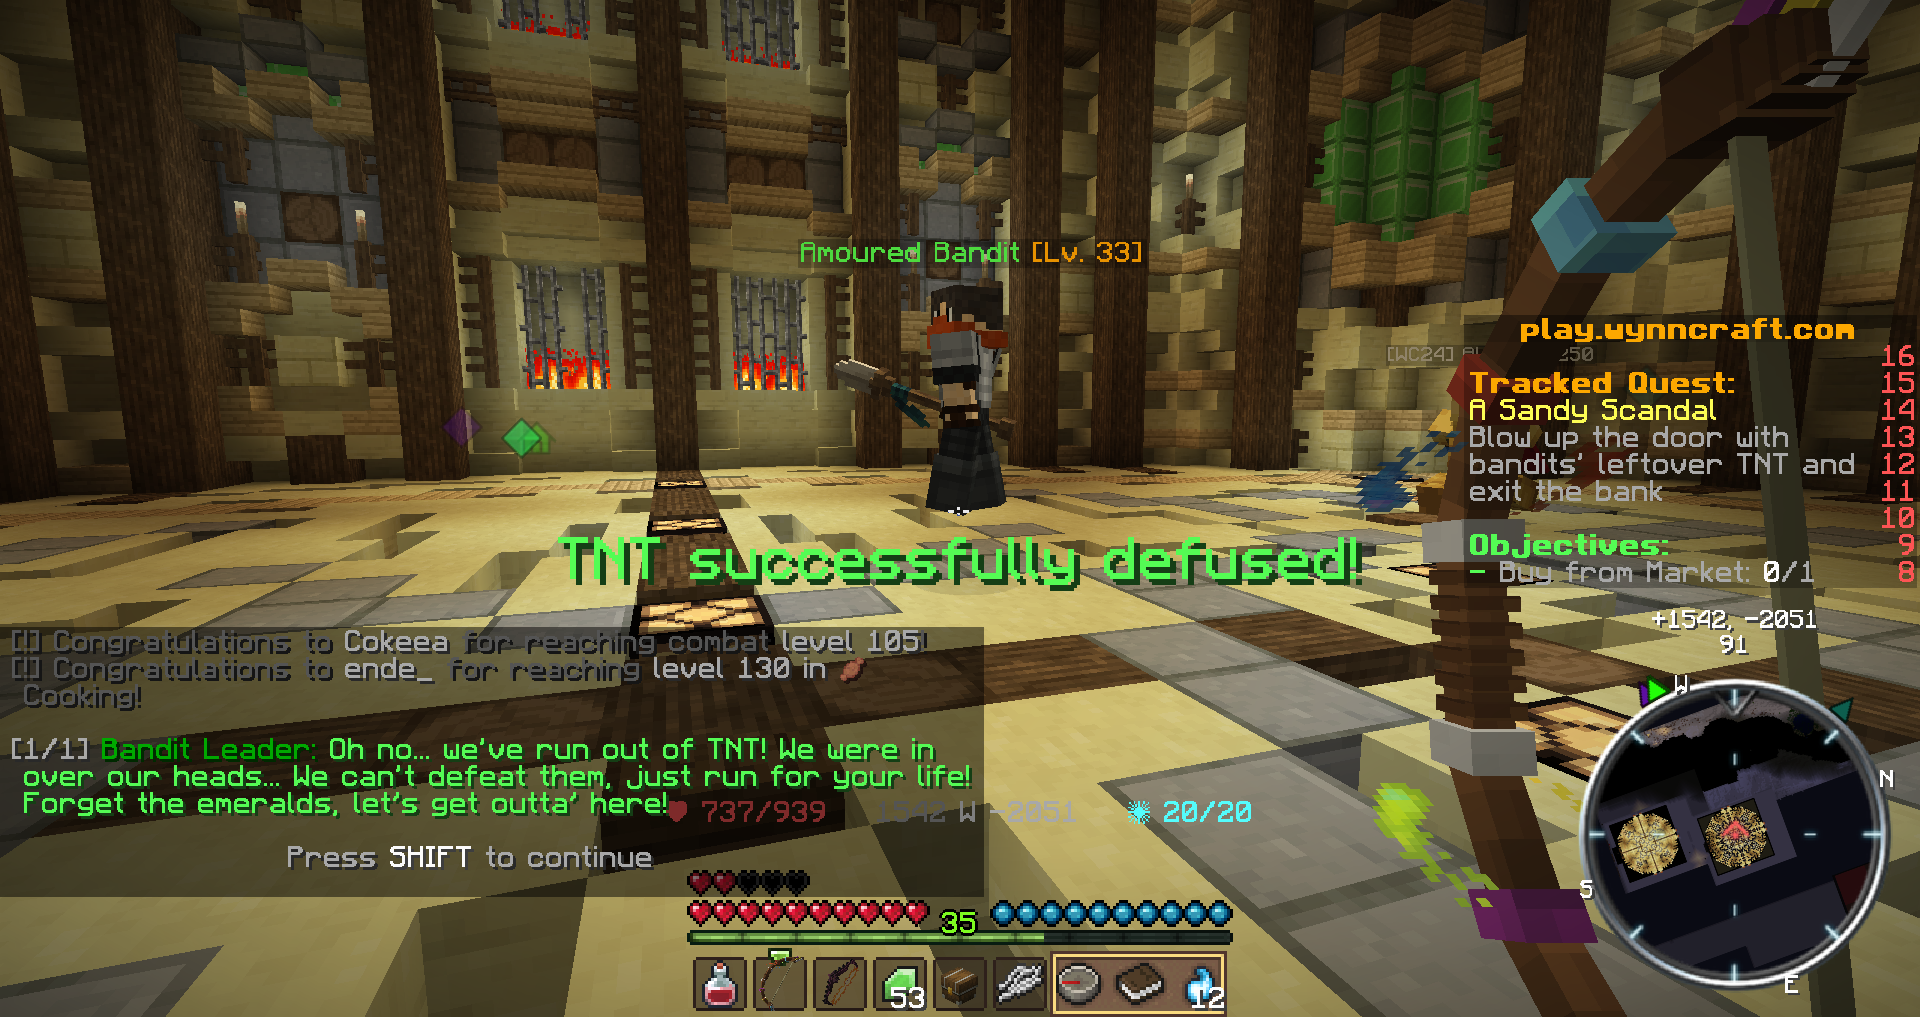 Amoured Bandit [Lv. 33]
play.wynncraft.com
16
Tracked Quest:
15
A Sandy Scandal
14
Blow up the door with
13
bandits' leftover TNT and
12
exit the bank
11
10
Objectives:
9
- Buy from Market: 0/1
8
TNT successfully defused!
+1542, -2051
91
[!] Congratulations to Cokeea for reaching combat level 105!
[!] Congratulations to ende_ for reaching level 130 in
Cooking!
[1/1] Bandit Leader: Oh no... we've run out of TNT! We were in
over our heads... We can't defeat them, just run for your life!
Forget the emeralds, let's get outta' here!
Press SHIFT to continue
737/939
1542 W -2051
20/20
35
53
12
W
N
S
E